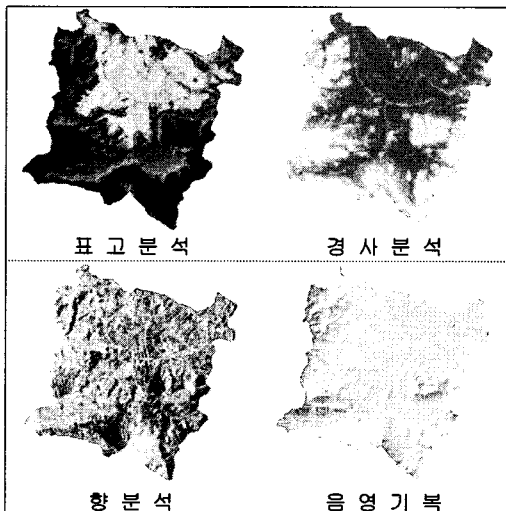 표 고 분 석
경 사 분 석
향 분 석
음 영 기 복